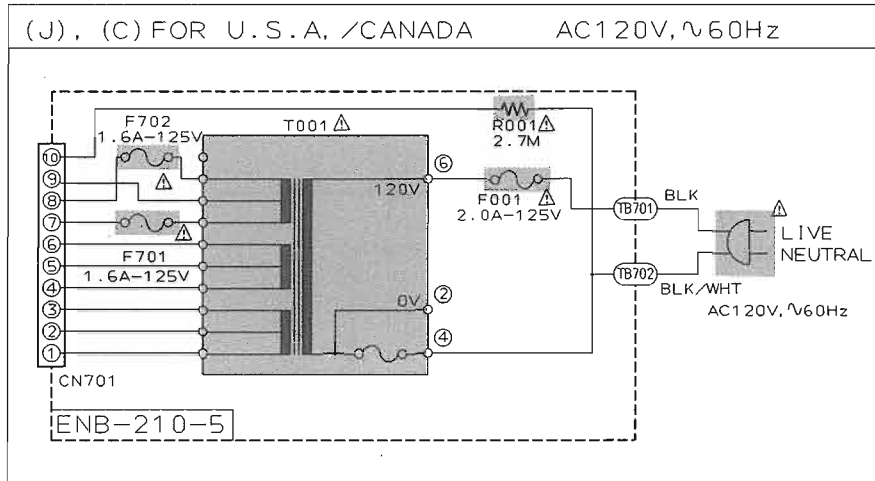 (J), (C) FOR U.S.A, /CANADA AC120V,∿60Hz
F702
1.6A-125V
T001 ⚠
R001 ⚠
2.7M
⑩
⑨
⑧
⑦
⑥
⑤
④
③
②
①
⚠
⚠
F701
1.6A-125V
⑥
120V
F001 ⚠
2.0A-125V
0V
②
④
TB701
BLK
TB702
BLK/WHT
⚠
LIVE
NEUTRAL
AC120V,∿60Hz
CN701
ENB-210-5